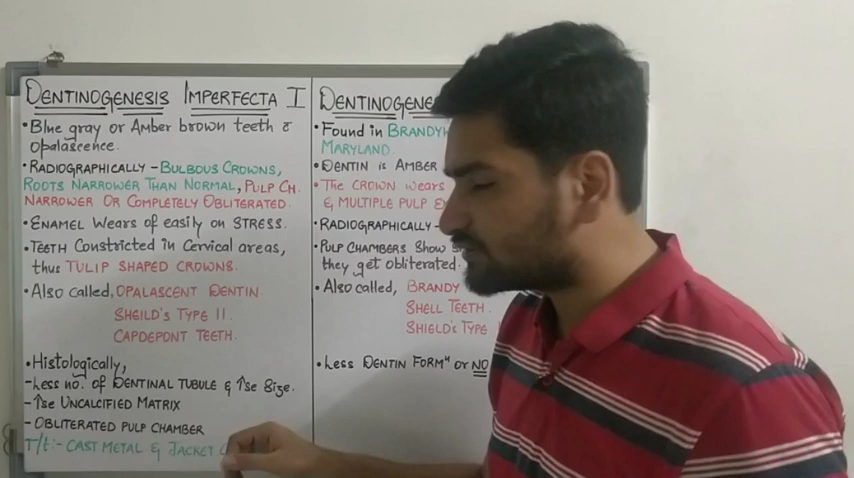 DENTINOGENESIS IMPERFECTA I
• Blue gray or Amber brown teeth c̄
Opalascence.
• RADIOGRAPHICALLY - BULBOUS CROWNS,
ROOTS NARROWER THAN NORMAL, PULP CH.
NARROWER OR COMPLETELY OBLITERATED.
• ENAMEL Wears of easily on STRESS.
• TEETH Constricted in Cervical areas,
thus TULIP SHAPED CROWNS.
• Also called, OPALASCENT DENTIN
SHEILD'S TYPE II.
CAPDEPONT TEETH.
• Histologically,
- Less no. of DENTINAL TUBULE & ↑se Size.
- ↑se UNCALCIFIED MATRIX
- OBLITERATED PULP CHAMBER
T/t:- CAST METAL & JACKET C
DENTINOGENE
• Found in BRANDYW
MARYLAND.
• DENTIN is AMBER
• The CROWN wears
& MULTIPLE PULP EX
• RADIOGRAPHICALLY -
• PULP CHAMBERS Show S
they get obliterated.
• Also called, BRANDY
SHELL TEETH.
SHIELD'S TYPE
• Less DENTIN FORMⁿ or NO